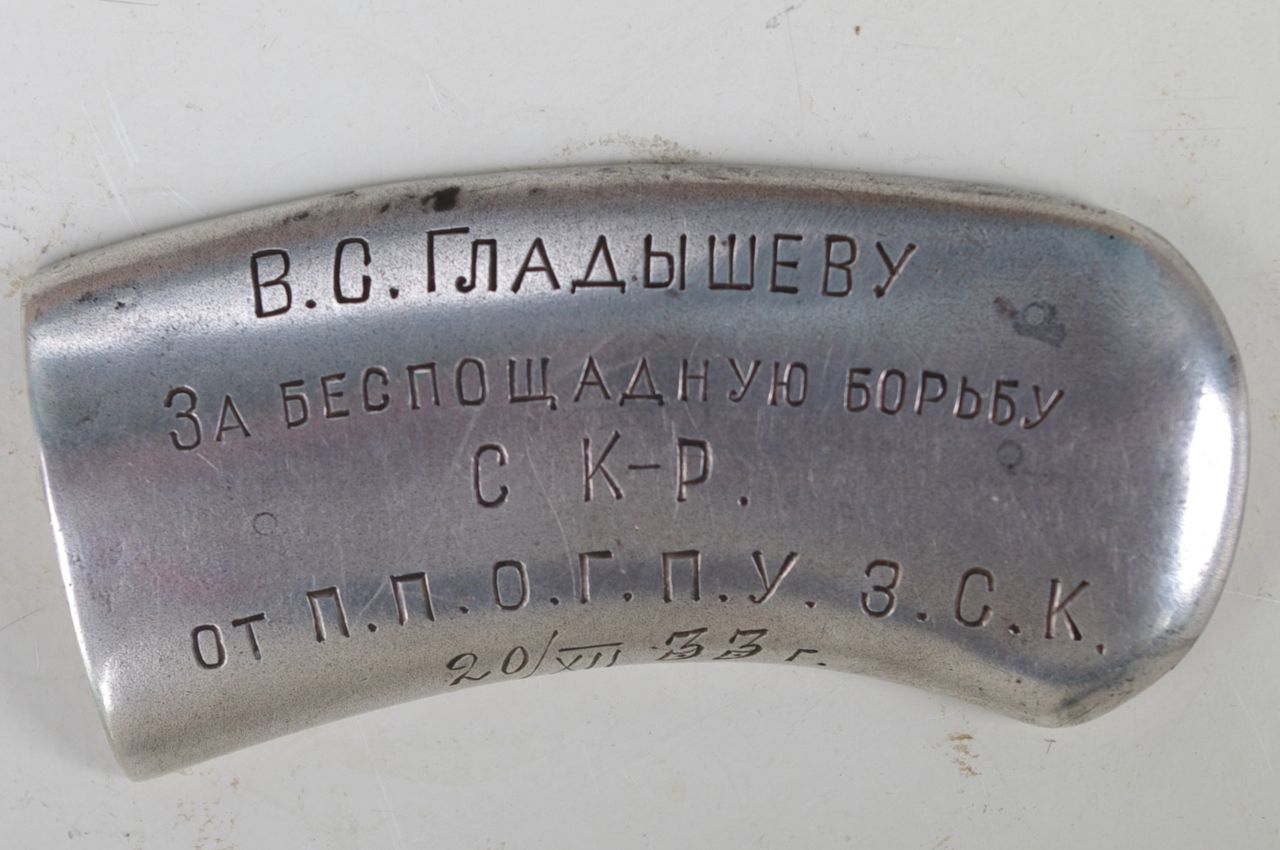 В.С. ГЛАДЫШЕВУ
ЗА БЕСПОЩАДНУЮ БОРЬБУ
С К-Р.
ОТ П.П.О.Г.П.У. З.С.К.
20/XII 33 г.